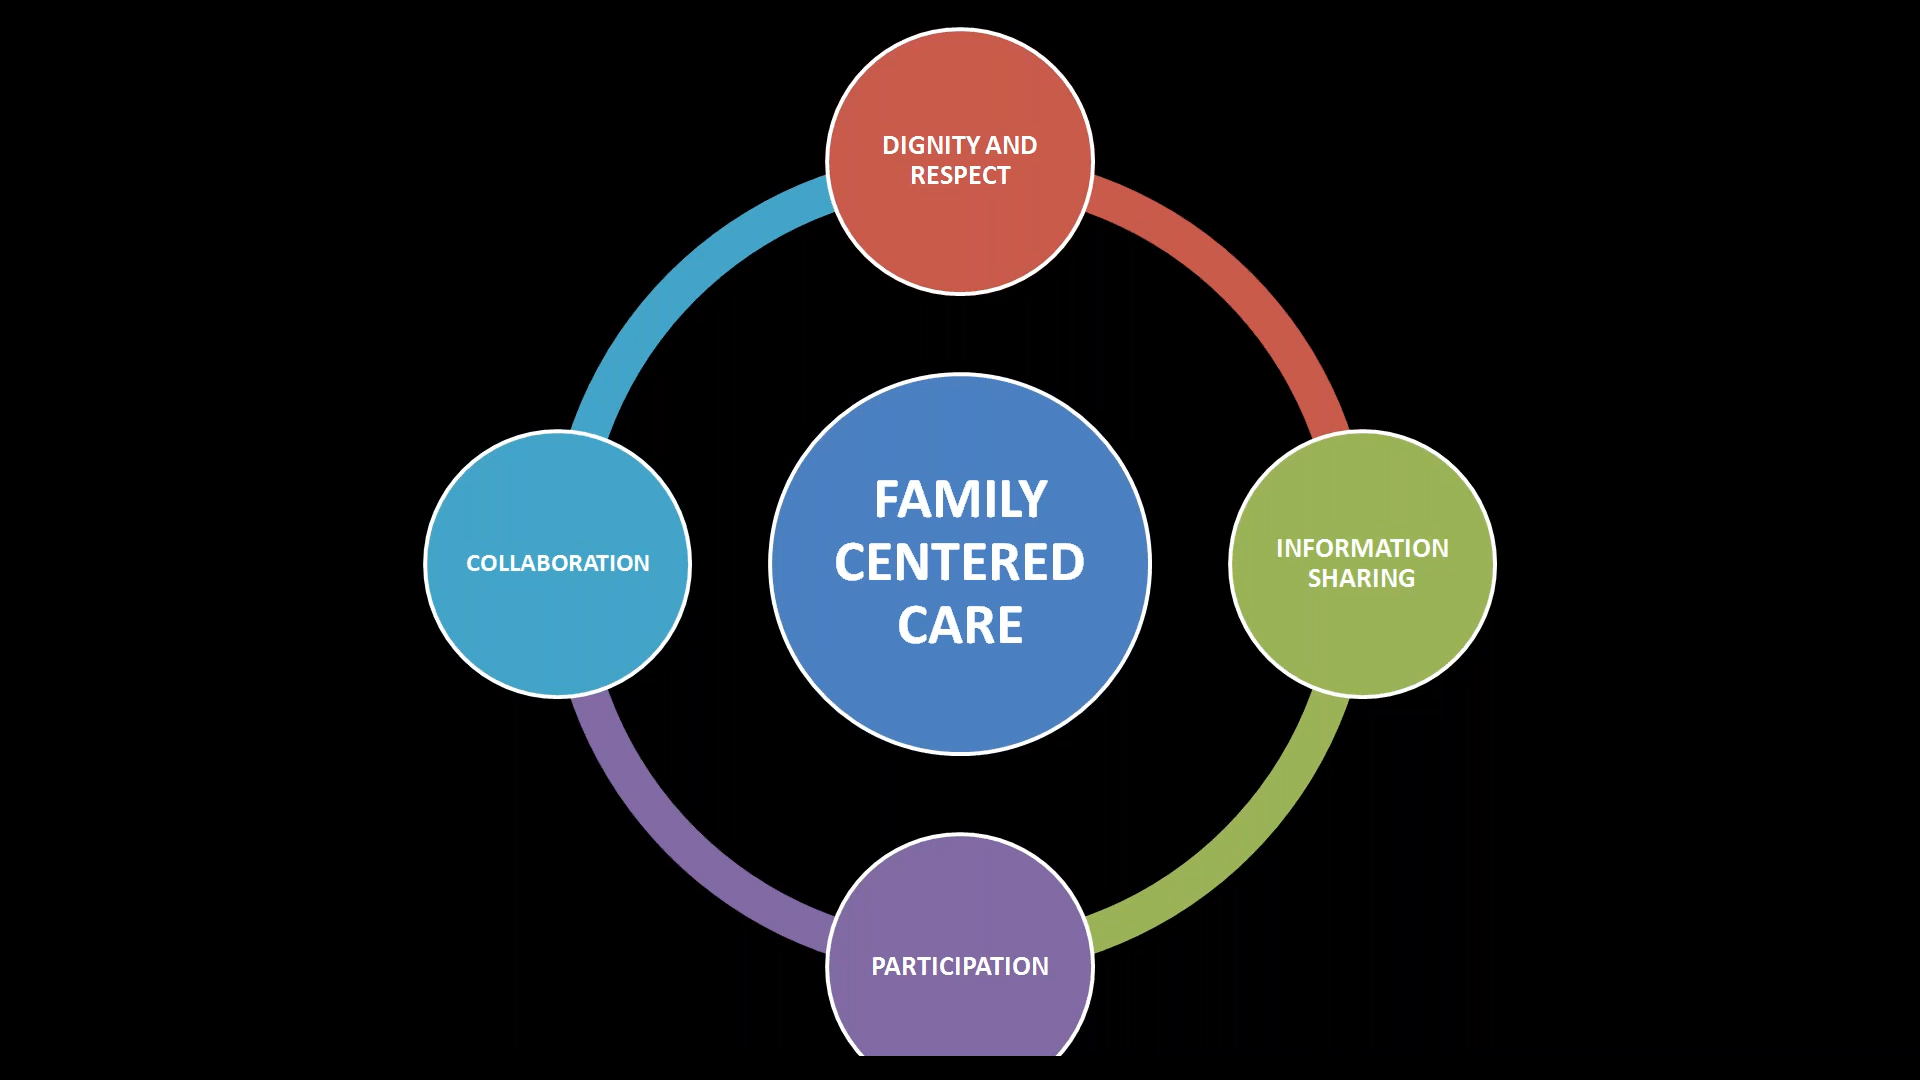 DIGNITY AND
RESPECT
FAMILY
CENTERED
CARE
COLLABORATION
INFORMATION
SHARING
PARTICIPATION